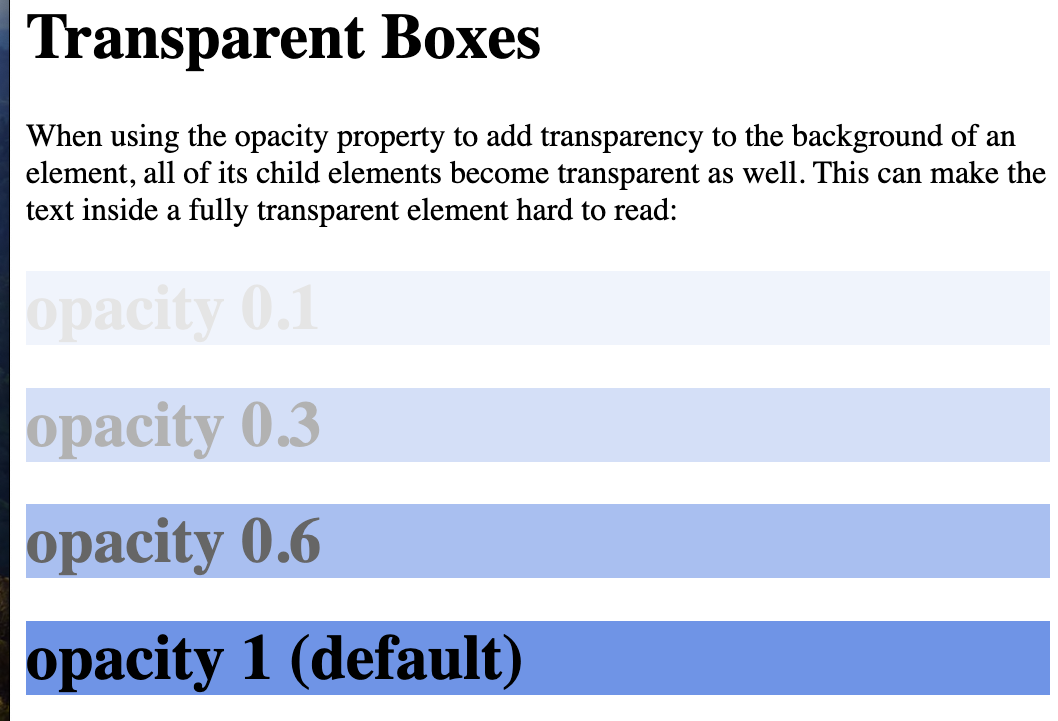 Transparent Boxes
When using the opacity property to add transparency to the background of an
element, all of its child elements become transparent as well. This can make the
text inside a fully transparent element hard to read:
opacity 0.1
opacity 0.3
opacity 0.6
opacity 1 (default)